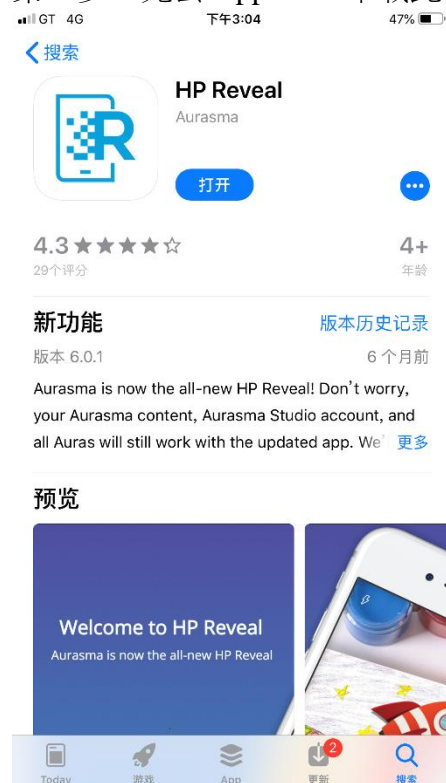 GT 4G 下午3:04 47%
搜索
HP Reveal
Aurasma
打开
4.3 4+
29个评分 年龄
新功能 版本历史记录
版本 6.0.1 6 个月前
Aurasma is now the all-new HP Reveal! Don't worry,
your Aurasma content, Aurasma Studio account, and
all Auras will still work with the updated app. We' 更多
预览
Welcome to HP Reveal
Aurasma is now the all-new HP Reveal
2
Today 游戏 App 更新 搜索